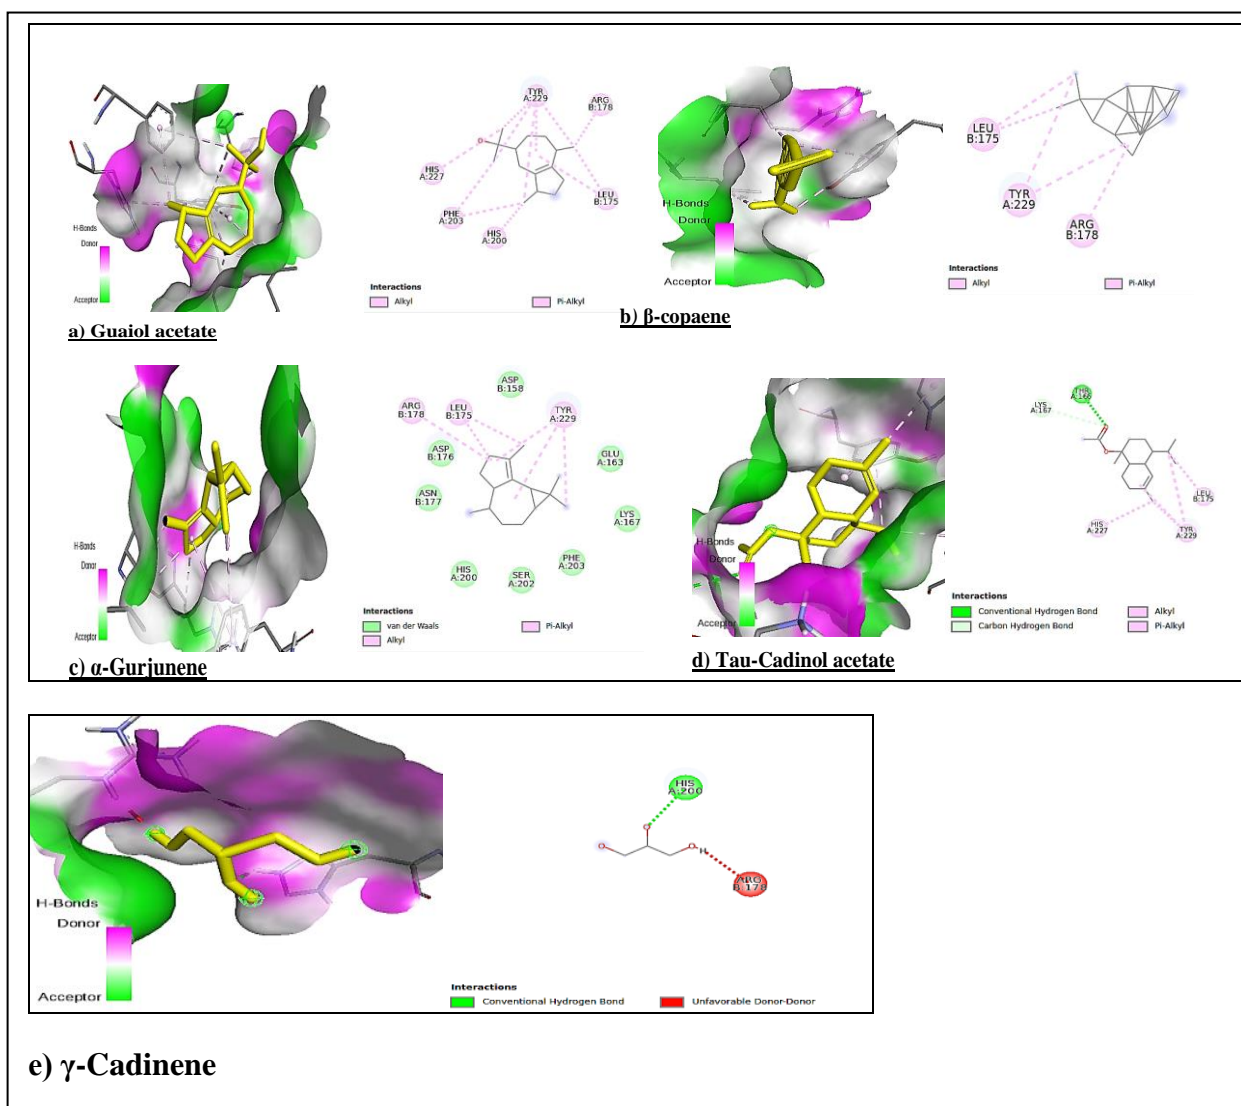 H-Bonds
Donor
Acceptor
TYR
A:229
ARG
B:178
HIS
A:227
PHE
A:203
HIS
A:200
LEU
B:175
Interactions
Alkyl
Pi-Alkyl
a) Guaiol acetate
H-Bonds
Donor
Acceptor
LEU
B:175
TYR
A:229
ARG
B:178
Interactions
Alkyl
Pi-Alkyl
b) β-copaene
H-Bonds
Donor
Acceptor
ASP
B:158
ARG
B:178
LEU
B:175
TYR
A:229
ASP
B:176
GLU
A:163
ASN
B:177
LYS
A:167
HIS
A:200
SER
A:202
PHE
A:203
Interactions
van der Waals
Alkyl
Pi-Alkyl
c) α-Gurjunene
H-Bonds
Donor
Acceptor
THR
A:166
LYS
A:167
LEU
B:175
HIS
A:227
TYR
A:229
Interactions
Conventional Hydrogen Bond
Carbon Hydrogen Bond
Alkyl
Pi-Alkyl
d) Tau-Cadinol acetate
H-Bonds
Donor
Acceptor
HIS
A:200
O
O
O
H
ARG
B:178
Interactions
Conventional Hydrogen Bond
Unfavorable Donor-Donor
e) γ-Cadinene